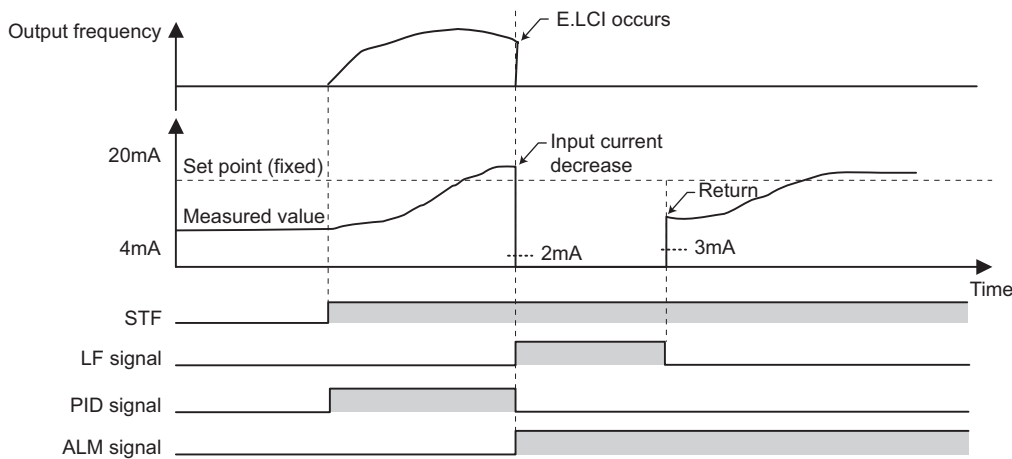 Output frequency
E.LCI occurs
20mA
Set point (fixed)
Input current
decrease
Measured value
Return
4mA
2mA
3mA
Time
STF
LF signal
PID signal
ALM signal